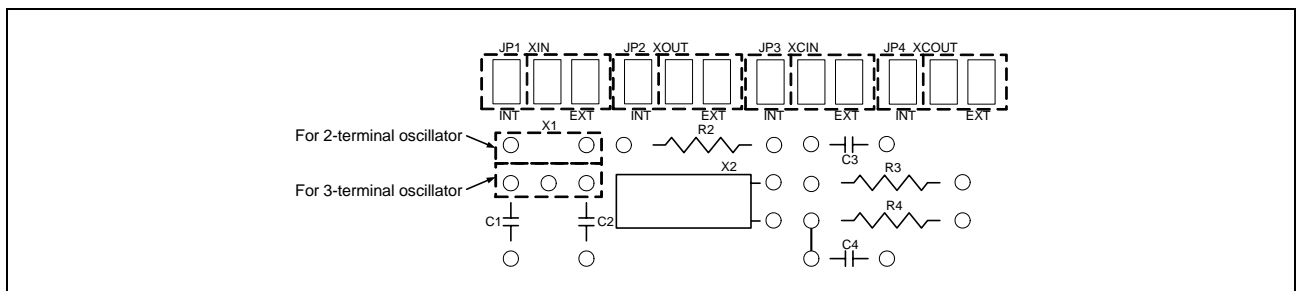 JP1 XIN JP2 XOUT JP3 XCIN JP4 XCOUT
INT EXT INT EXT INT EXT INT EXT
For 2-terminal oscillator
X1
R2
C3
For 3-terminal oscillator
X2
R3
C1
C2
R4
C4